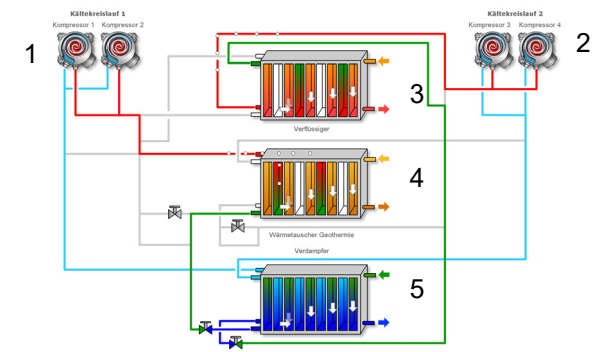 Kältekreislauf 1
Kompressor 1 Kompressor 2
1
Kältekreislauf 2
Kompressor 3 Kompressor 4
2
3
Verflüssiger
4
Wärmetauscher Geothermie
Verdampfer
5